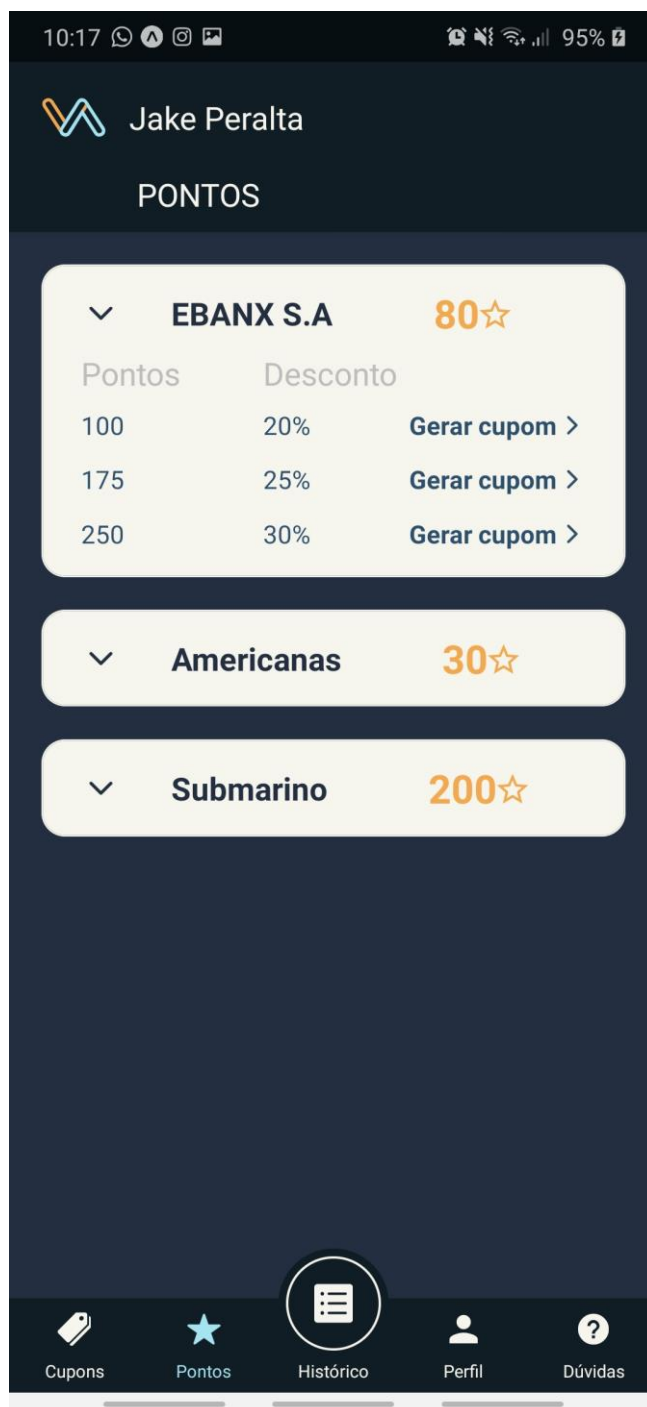 10:17 95%
Jake Peralta
PONTOS
EBANX S.A 80
Pontos Desconto
100 20% Gerar cupom
175 25% Gerar cupom
250 30% Gerar cupom
Americanas 30
Submarino 200
Cupons Pontos Histórico Perfil Dúvidas